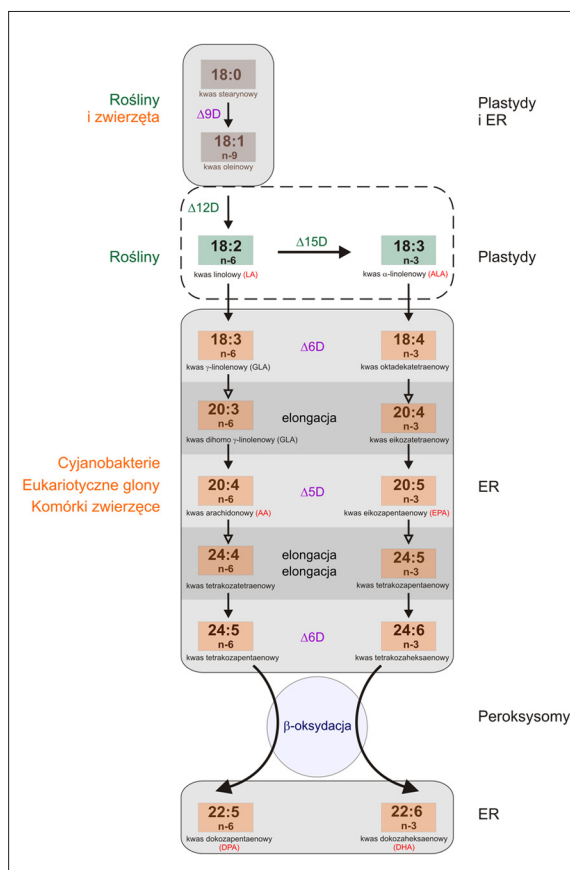 18:0
kwas stearynowy
Rośliny
i zwierzęta
Δ9D
Plastydy
i ER
18:1
n-9
kwas oleinowy
Δ12D
Rośliny
18:2
n-6
kwas linolowy (LA)
Δ15D
18:3
n-3
kwas α-linolenowy (ALA)
Plastydy
18:3
n-6
kwas γ-linolenowy (GLA)
Δ6D
18:4
n-3
kwas oktadekatetraenowy
20:3
n-6
kwas dihomo γ-linolenowy (GLA)
elongacja
20:4
n-3
kwas eikozatetraenowy
Cyjanobakterie
Eukariotyczne glony
Komórki zwierzęce
20:4
n-6
kwas arachidonowy (AA)
Δ5D
20:5
n-3
kwas eikozapentaenowy (EPA)
ER
24:4
n-6
kwas tetrakozatetraenowy
elongacja
elongacja
24:5
n-3
kwas tetrakozapentaenowy
24:5
n-6
kwas tetrakozapentaenowy
Δ6D
24:6
n-3
kwas tetrakozaheksaenowy
β-oksydacja
Peroksysomy
22:5
n-6
kwas dokozapentaenowy
(DPA)
22:6
n-3
kwas dokozaheksaenowy
(DHA)
ER